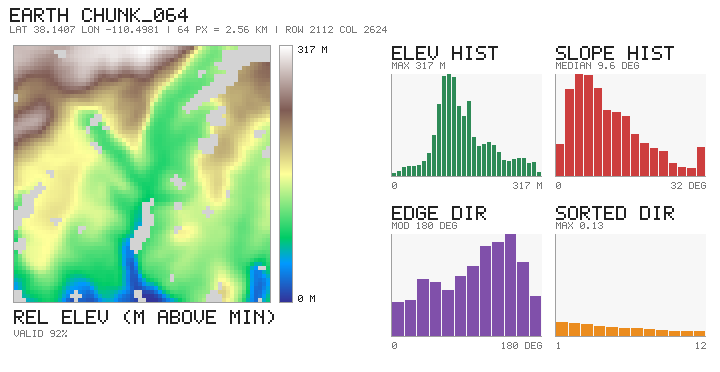 EARTH CHUNK_064
LAT 38.1407 LON -110.4981 | 64 PX = 2.56 KM | ROW 2112 COL 2624
317 M
0 M
REL ELEV (M ABOVE MIN)
VALID 92%
ELEV HIST
MAX 317 M
0 317 M
SLOPE HIST
MEDIAN 9.6 DEG
0 32 DEG
EDGE DIR
MOD 180 DEG
0 180 DEG
SORTED DIR
MAX 0.13
1 12